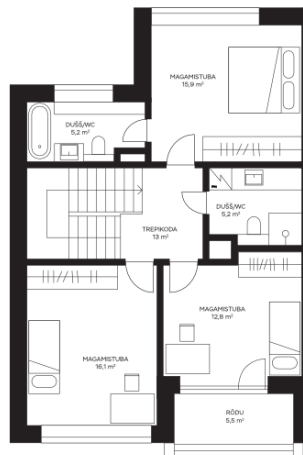 MAGAMISTUBA
15,9 m²
DUŠŠ/WC
5,2 m²
DUŠŠ/WC
5,2 m²
TREPIKODA
13 m²
MAGAMISTUBA
12,8 m²
MAGAMISTUBA
16,1 m²
RÕDU
5,5 m²